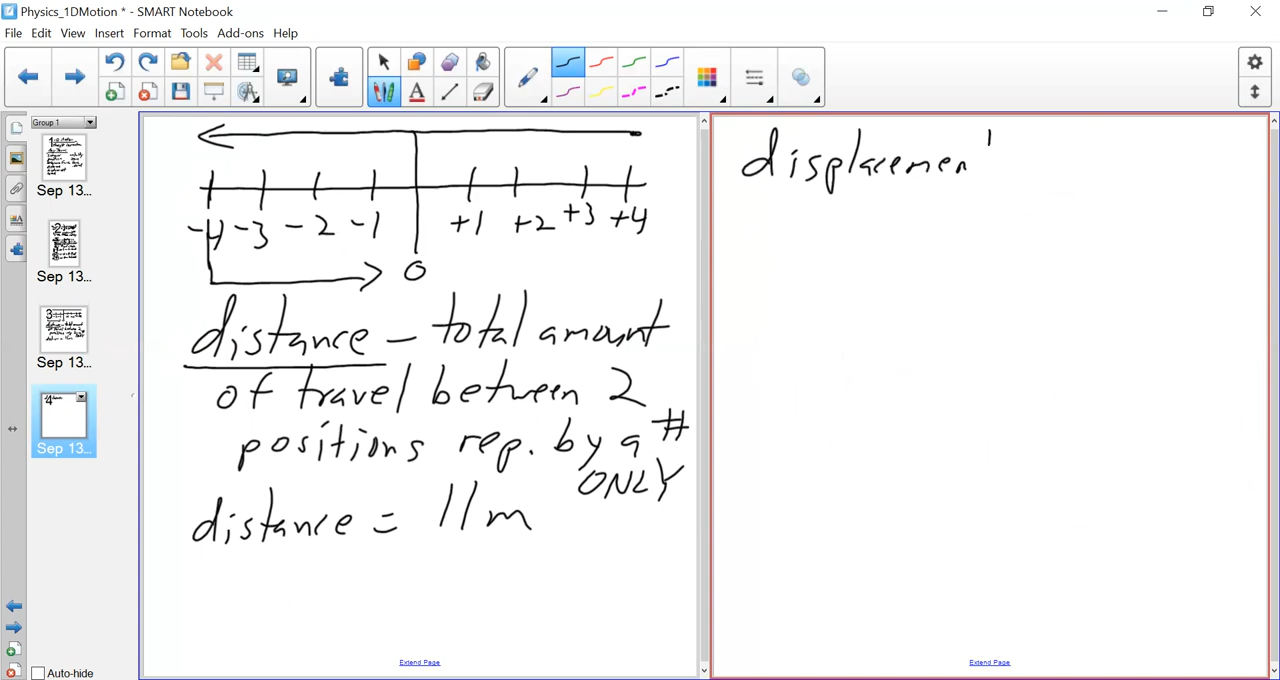 Physics_1DMotion * - SMART Notebook
File Edit View Insert Format Tools Add-ons Help
Group 1
Sep 13...
Sep 13...
Sep 13...
Sep 13...
Auto-hide
-4 -3 -2 -1 +1 +2 +3 +4
0
distance - total amount
of travel between 2
positions rep. by a #
ONLY
distance = 11m
Extend Page
displacemen
Extend Page